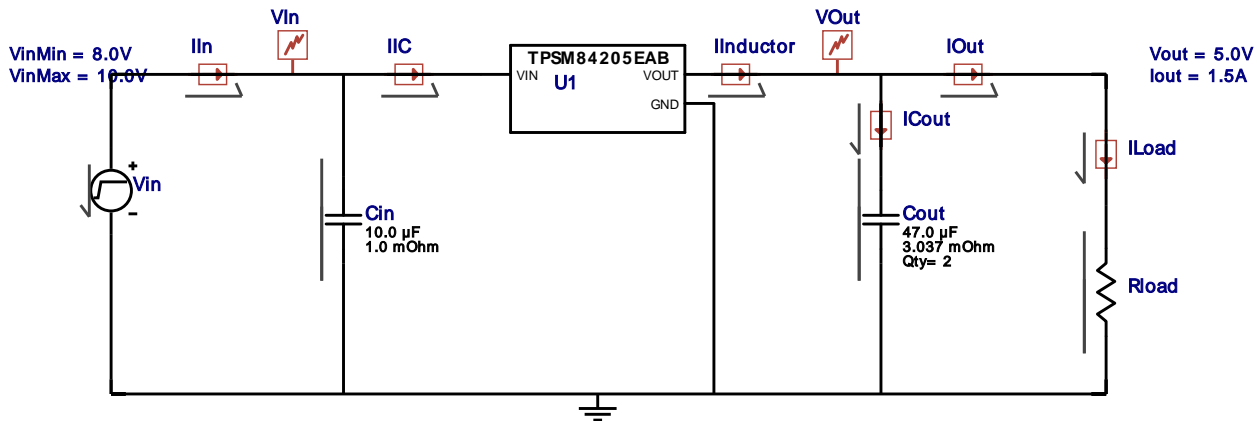 VIn
VOut
VinMin = 8.0V
VinMax = 10.0V
IIn
IIC
TPSM84205EAB
VIN
VOUT
U1
GND
IInductor
IOut
Vout = 5.0V
Iout = 1.5A
ICout
ILoad
+
Vin
-
Cin
10.0 µF
1.0 mOhm
Cout
47.0 µF
3.037 mOhm
Qty= 2
Rload